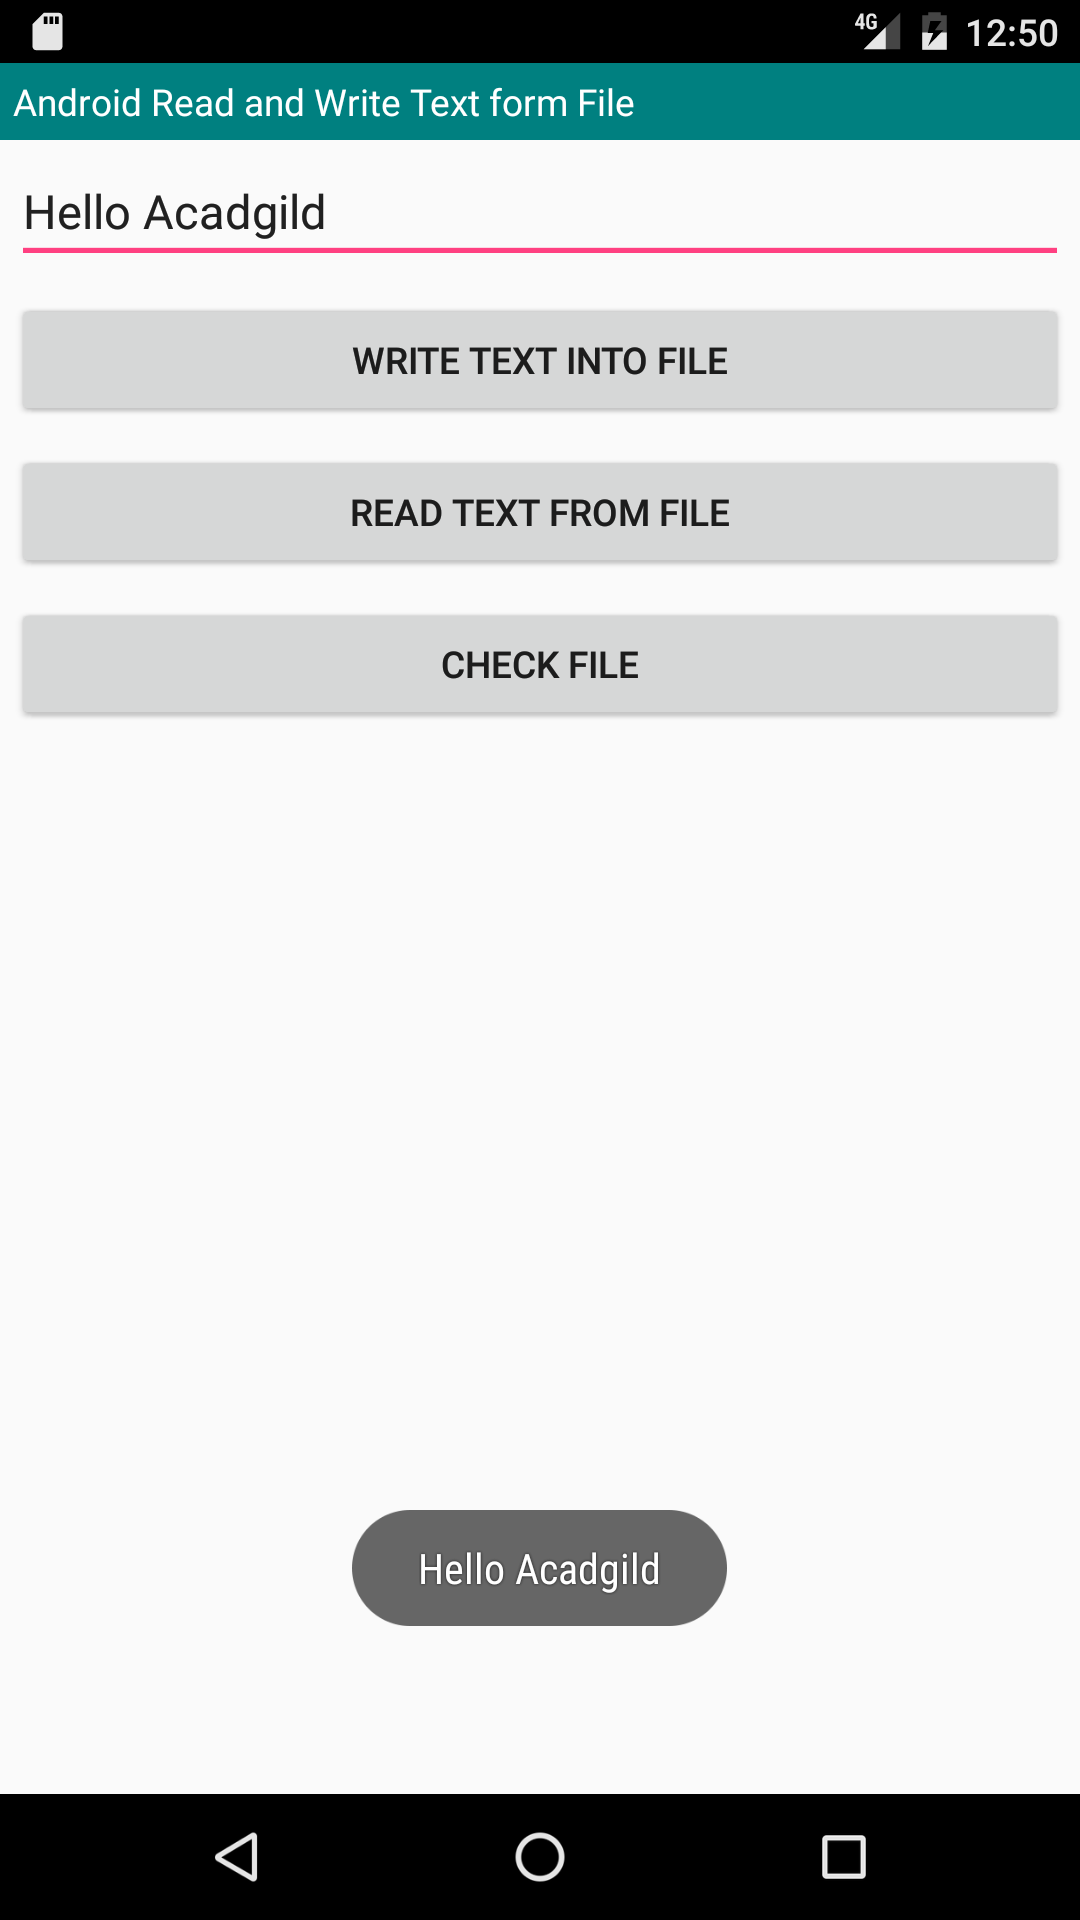 4G 12:50
Android Read and Write Text form File
Hello Acadgild
WRITE TEXT INTO FILE
READ TEXT FROM FILE
CHECK FILE
Hello Acadgild